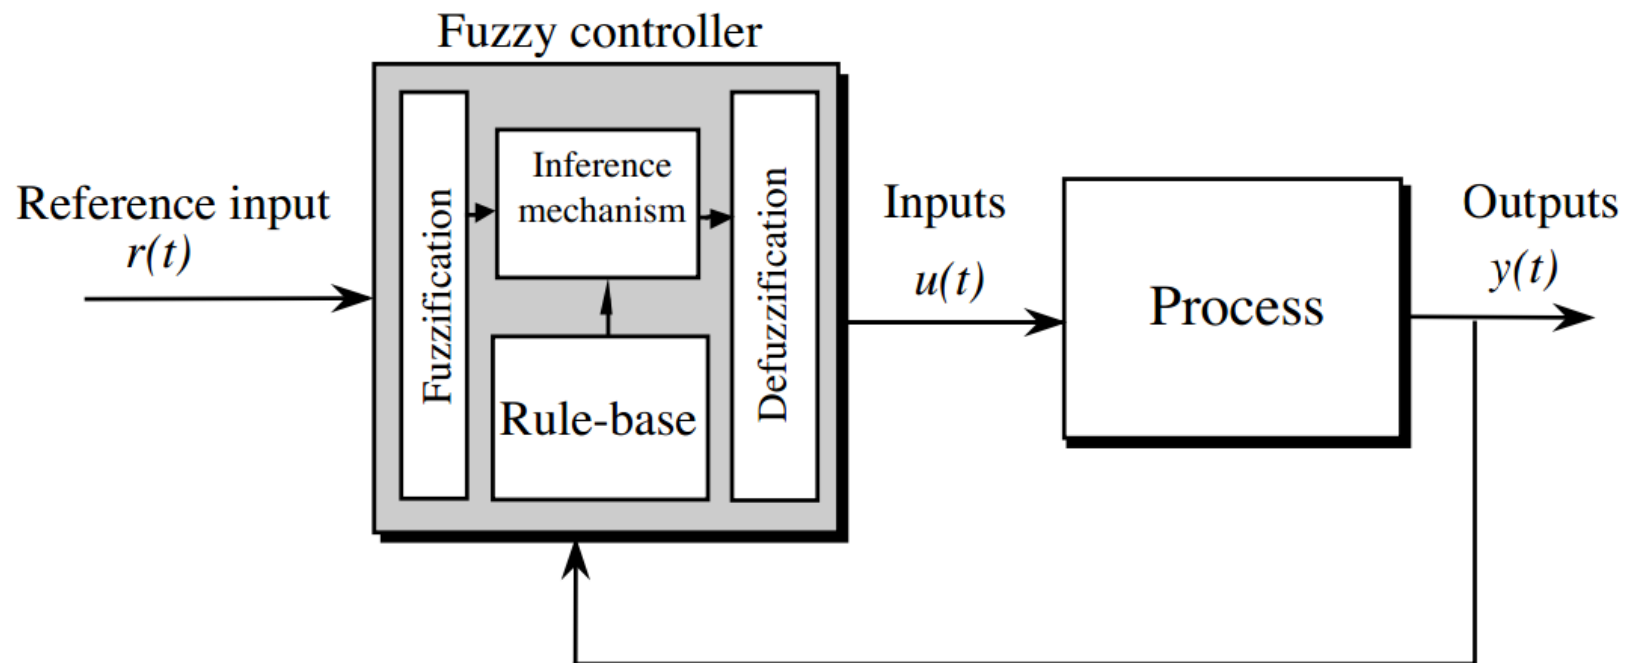 Fuzzy controller
Reference input
r(t)
Fuzzification
Inference
mechanism
Rule-base
Defuzzification
Inputs
u(t)
Process
Outputs
y(t)